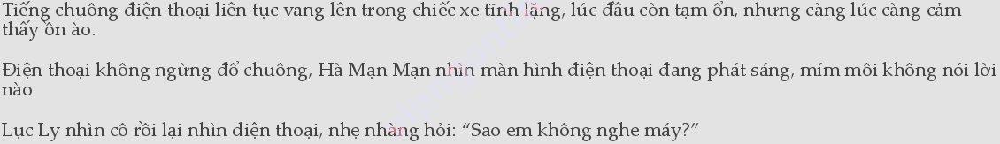 Tiếng chuông điện thoại liên tục vang lên trong chiếc xe tĩnh lặng, lúc đầu còn tạm ổn, nhưng càng lúc càng cảm
thấy ồn ào.
Điện thoại không ngừng đổ chuông, Hà Mạn Mạn nhìn màn hình điện thoại đang phát sáng, mím môi không nói lời
nào
Lục Ly nhìn cô rồi lại nhìn điện thoại, nhẹ nhàng hỏi: “Sao em không nghe máy?”